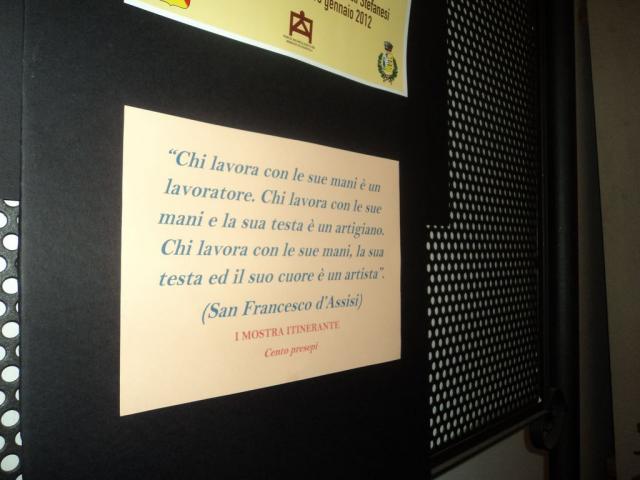 Stefanesi
gennaio 2012
“Chi lavora con le sue mani è un
lavoratore. Chi lavora con le sue
mani e la sua testa è un artigiano.
Chi lavora con le sue mani, la sua
testa ed il suo cuore è un artista”.
(San Francesco d'Assisi)
I MOSTRA ITINERANTE
Cento presepi